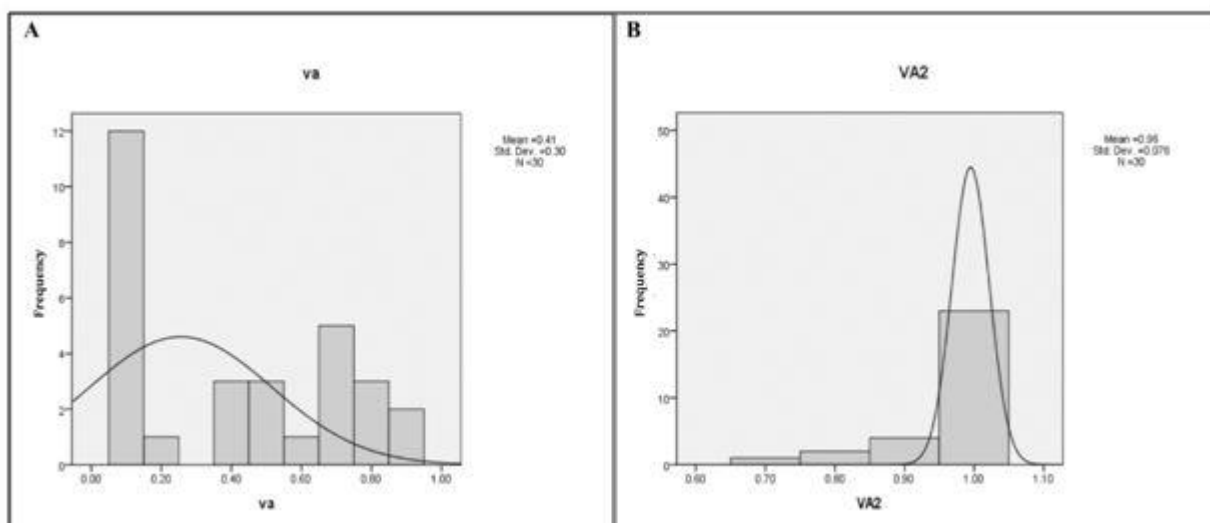 A
va
Mean =0.41
Std. Dev. =0.30
N =30
12
10
8
6
4
2
0
Frequency
0.00 0.20 0.40 0.60 0.80 1.00
va
B
VA2
Mean =0.96
Std. Dev. =0.076
N =30
50
40
30
20
10
0
Frequency
0.60 0.70 0.80 0.90 1.00 1.10
VA2